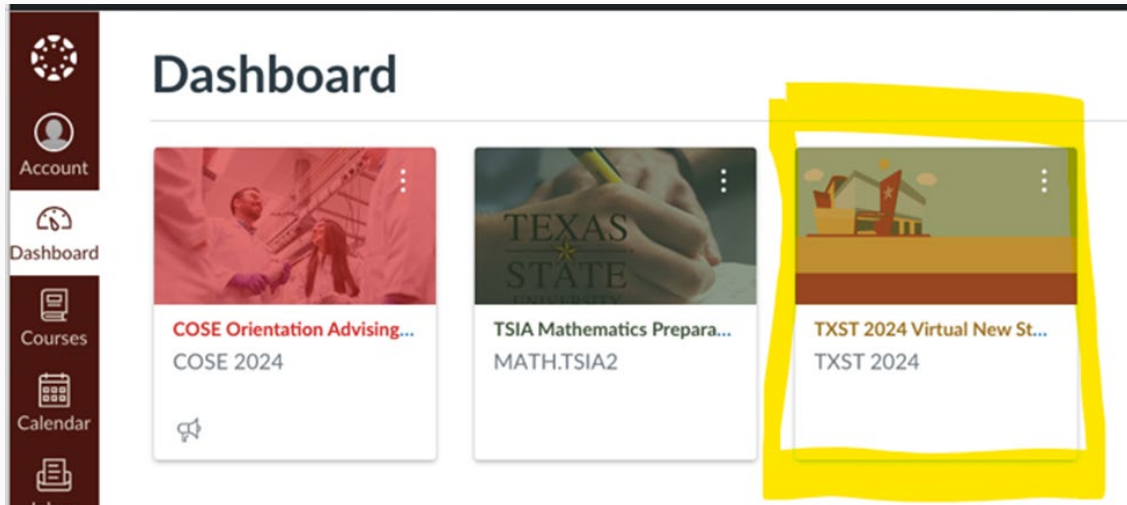 Dashboard
Account
Dashboard
Courses
Calendar
TEXAS
STATE
UNIVERSITY
COSE Orientation Advising...
COSE 2024
TSIA Mathematics Prepara...
MATH.TSIA2
TXST 2024 Virtual New St...
TXST 2024